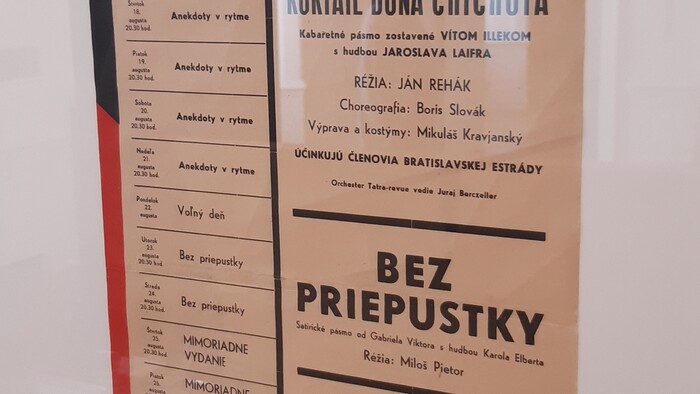 Štvrtok
18.
augusta
20.30 hod.
Anekdoty v rytme
Piatok
19.
augusta
20.30 hod.
Anekdoty v rytme
Sobota
20.
augusta
20.30 hod.
Anekdoty v rytme
Nedeľa
21.
augusta
20.30 hod.
Anekdoty v rytme
Pondelok
22.
augusta
Voľný deň
Utorok
23.
augusta
20.30 hod.
Bez priepustky
Streda
24.
augusta
20.30 hod.
Bez priepustky
Štvrtok
25.
augusta
20.30 hod.
MIMORIADNE
VYDANIE
Piatok
26.
augusta
MIMORIADNE
KOKTAIL DONA CHICHOTA
Kabaretné pásmo zostavené VÍTOM ILLEKOM
s hudbou JAROSLAVA LAIFRA
RÉŽIA: JÁN REHÁK
Choreografia: Boris Slovák
Výprava a kostýmy: Mikuláš Kravjanský
ÚČINKUJÚ ČLENOVIA BRATISLAVSKEJ ESTRÁDY
Orchester Tatra-revue vedie Juraj Berczeller
BEZ
PRIEPUSTKY
Satirické pásmo od Gabriela Viktora s hudbou Karola Elberta
Réžia: Miloš Pjetor